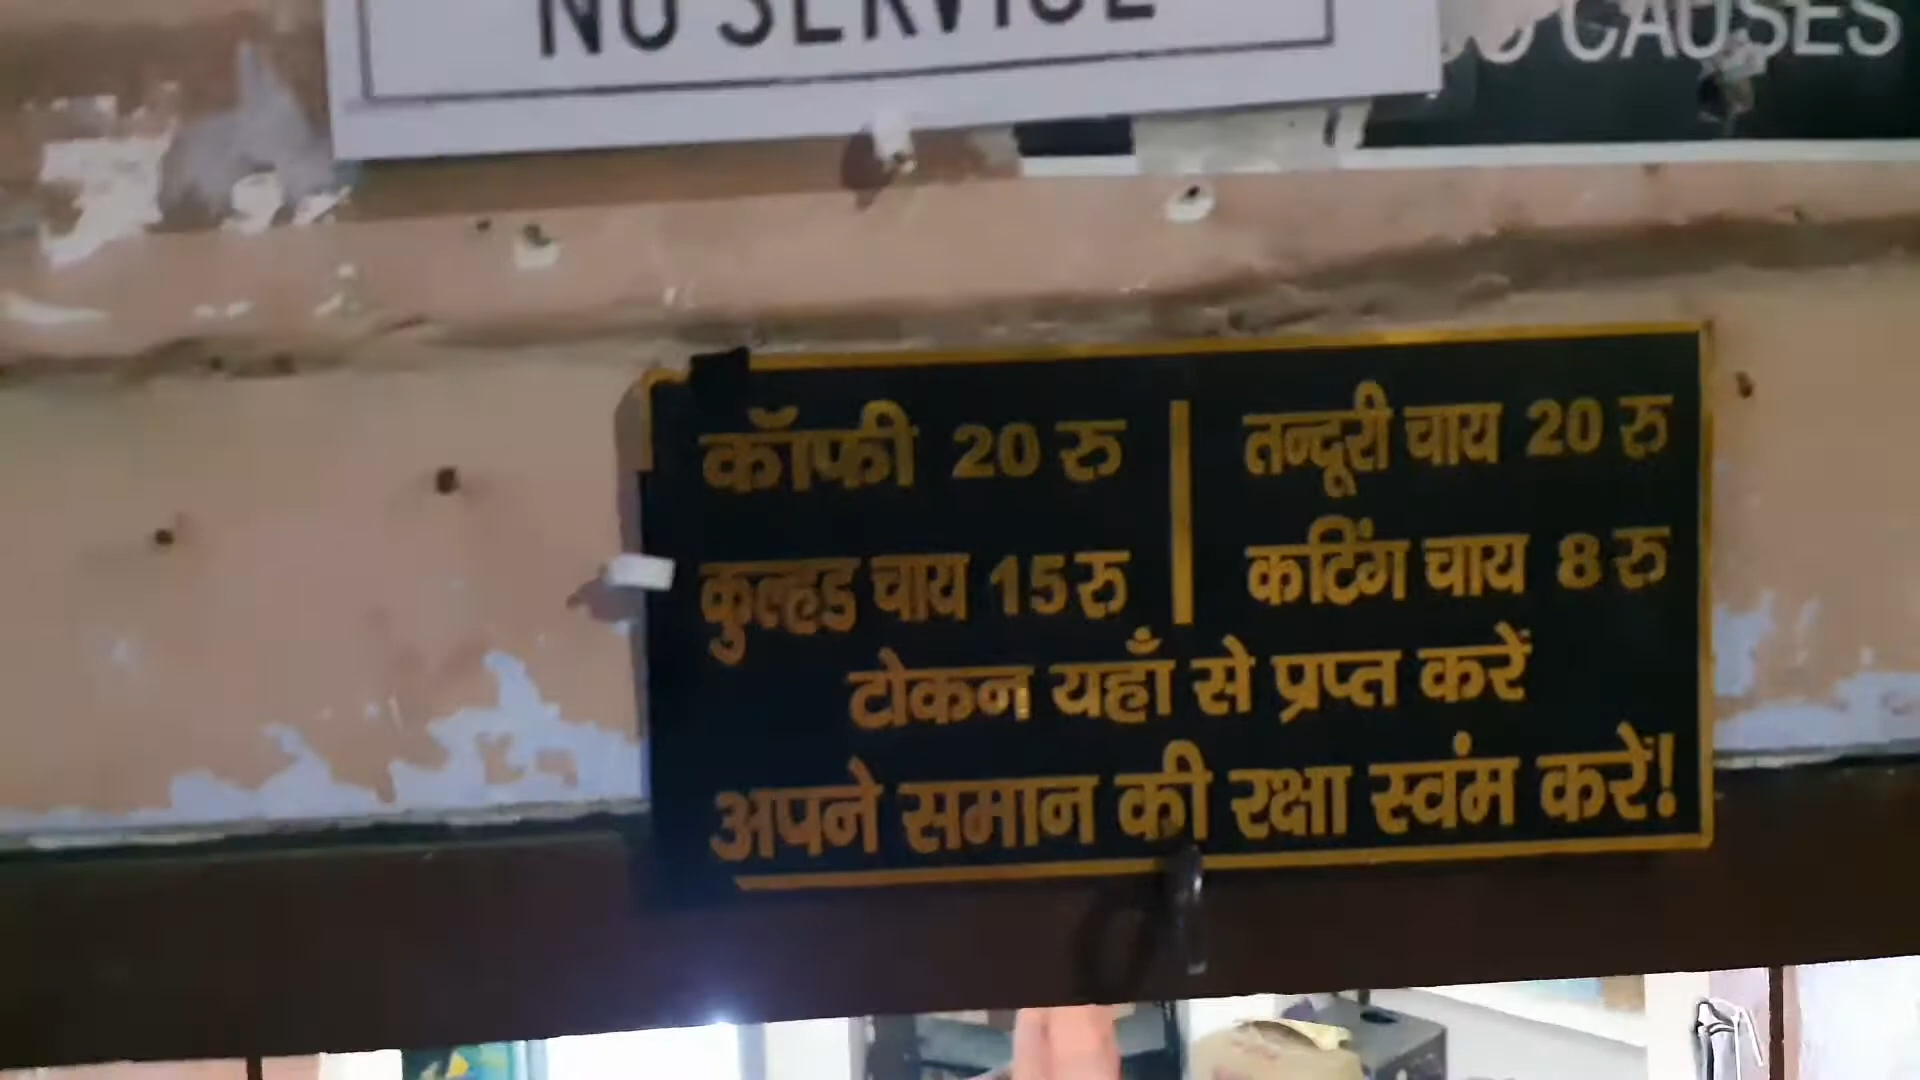 NO SERVICE
CAUSES
कॉफी 20 रु | तन्दूरी चाय 20 रु
कुल्हड चाय 15 रु | कटिंग चाय 8 रु
टोकन यहाँ से प्रप्त करें
अपने समान की रक्षा स्वंम करें!